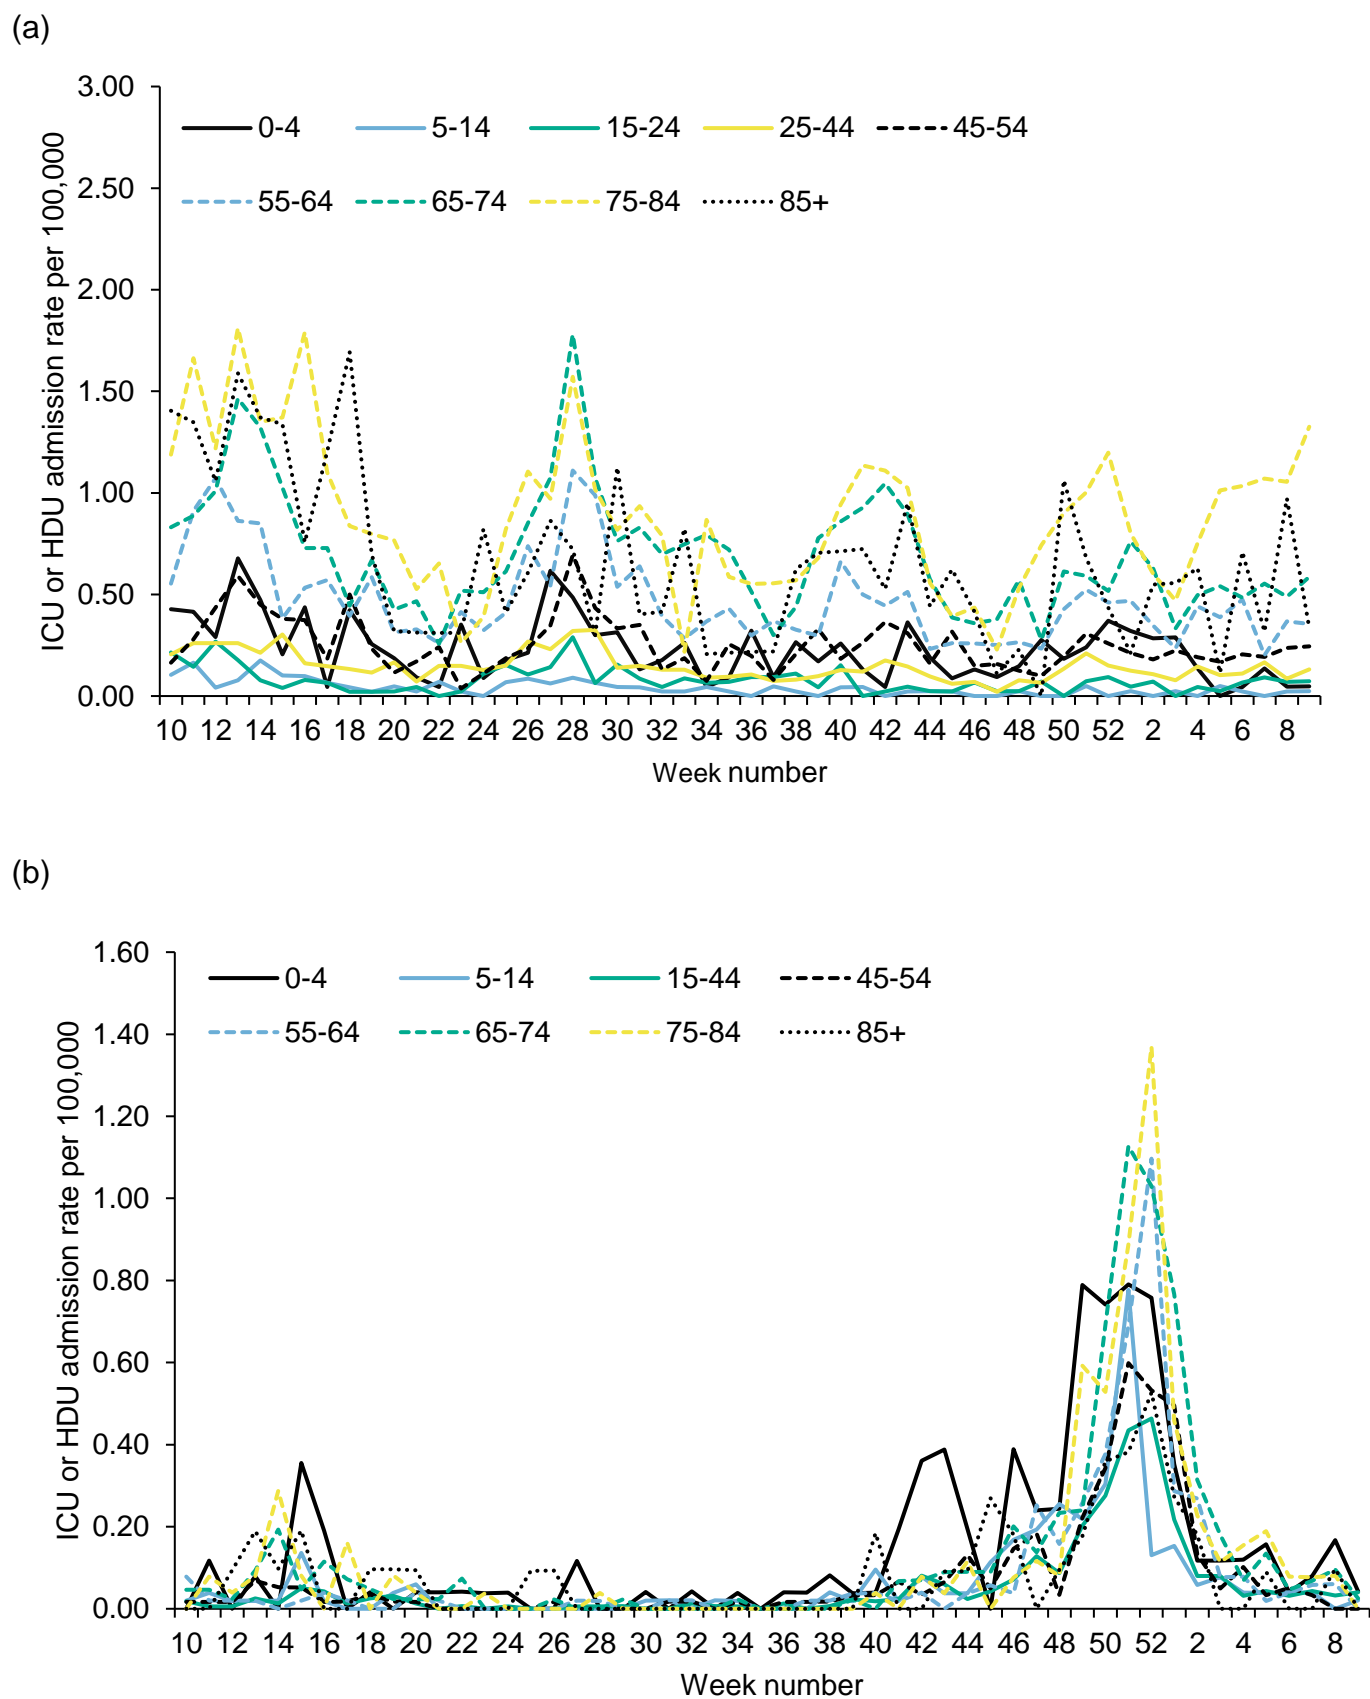 (a)
ICU or HDU admission rate per 100,000
3.00
2.50
2.00
1.50
1.00
0.50
0.00
0-4 5-14 15-24 25-44 45-54
55-64 65-74 75-84 85+
10 12 14 16 18 20 22 24 26 28 30 32 34 36 38 40 42 44 46 48 50 52 2 4 6 8
Week number
(b)
ICU or HDU admission rate per 100,000
1.60
1.40
1.20
1.00
0.80
0.60
0.40
0.20
0.00
0-4 5-14 15-44 45-54
55-64 65-74 75-84 85+
10 12 14 16 18 20 22 24 26 28 30 32 34 36 38 40 42 44 46 48 50 52 2 4 6 8
Week number